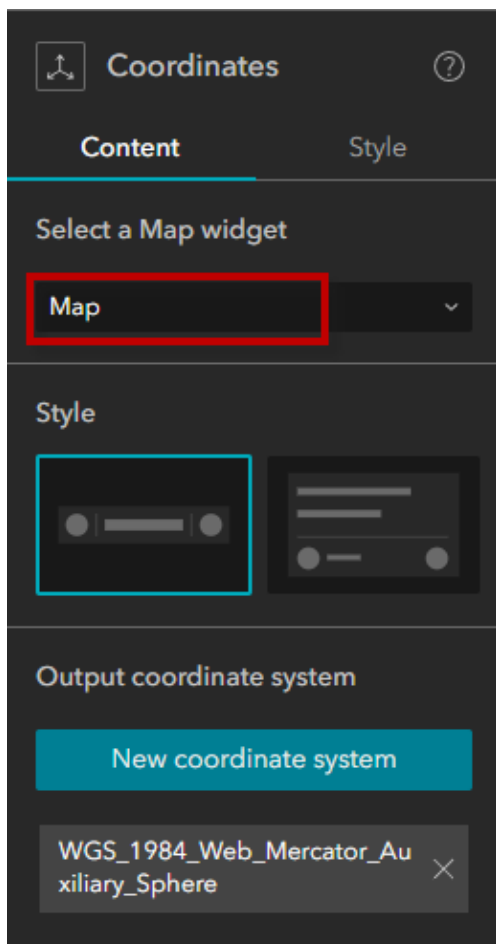 Coordinates
?
Content Style
Select a Map widget
Map
Style
Output coordinate system
New coordinate system
WGS_1984_Web_Mercator_Au
xiliary_Sphere